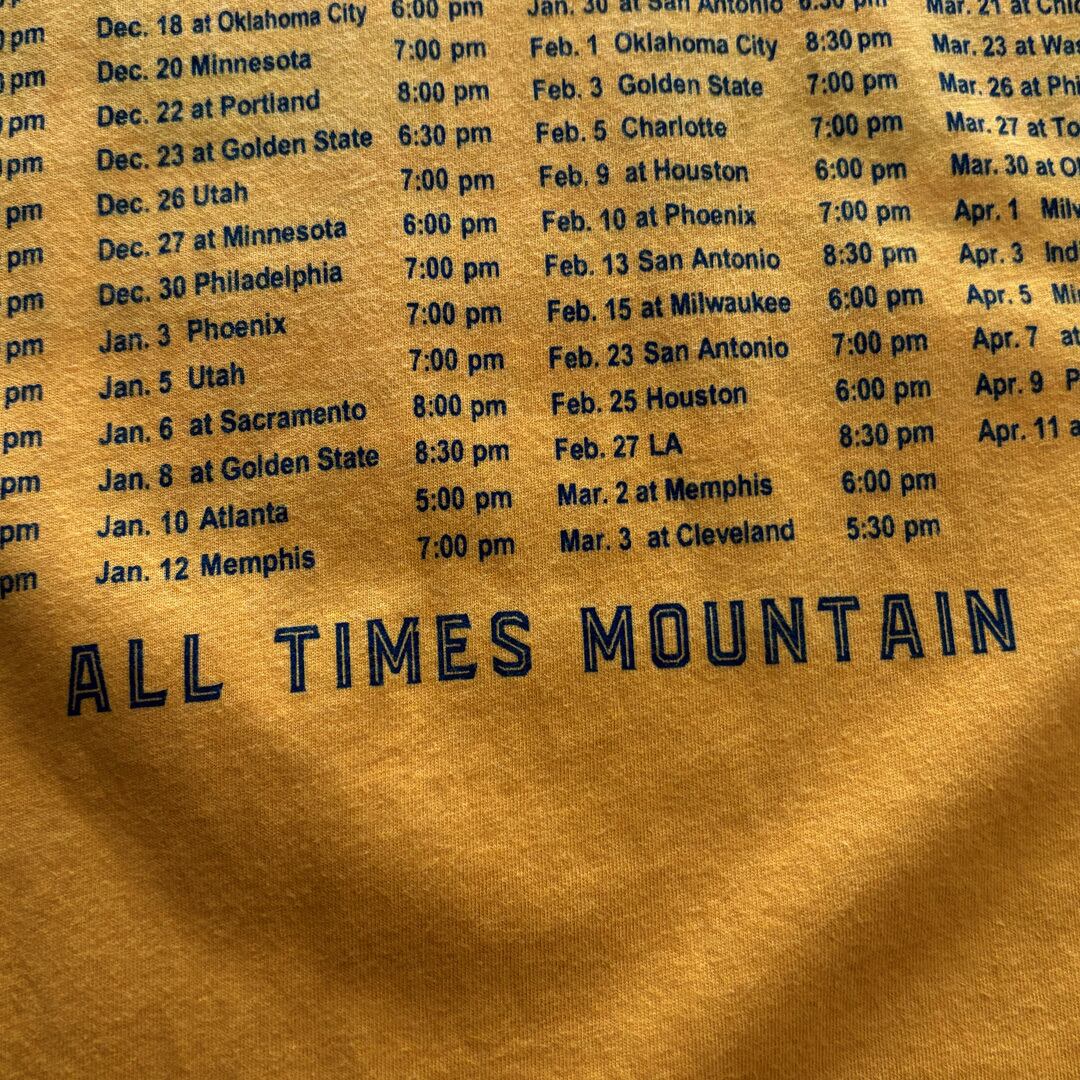 pm Dec. 18 at Oklahoma City 6:00 pm Jan. 30 at San Antonio 6:30 pm Mar. 21 at
pm Dec. 20 Minnesota 7:00 pm Feb. 1 Oklahoma City 8:30 pm Mar. 23 at
pm Dec. 22 at Portland 8:00 pm Feb. 3 Golden State 7:00 pm Mar. 26 at
pm Dec. 23 at Golden State 6:30 pm Feb. 5 Charlotte 7:00 pm Mar. 27 at
pm Dec. 26 Utah 7:00 pm Feb. 9 at Houston 6:00 pm Mar. 30 at
pm Dec. 27 at Minnesota 6:00 pm Feb. 10 at Phoenix 7:00 pm Apr. 1
pm Dec. 30 Philadelphia 7:00 pm Feb. 13 San Antonio 8:30 pm Apr. 3
pm Jan. 3 Phoenix 7:00 pm Feb. 15 at Milwaukee 6:00 pm Apr. 5
pm Jan. 5 Utah 7:00 pm Feb. 23 San Antonio 7:00 pm Apr. 7 at
pm Jan. 6 at Sacramento 8:00 pm Feb. 25 Houston 6:00 pm Apr. 9
pm Jan. 8 at Golden State 8:30 pm Feb. 27 LA 8:30 pm Apr. 11
pm Jan. 10 Atlanta 5:00 pm Mar. 2 at Memphis 6:00 pm
pm Jan. 12 Memphis 7:00 pm Mar. 3 at Cleveland 5:30 pm
ALL TIMES MOUNTAIN